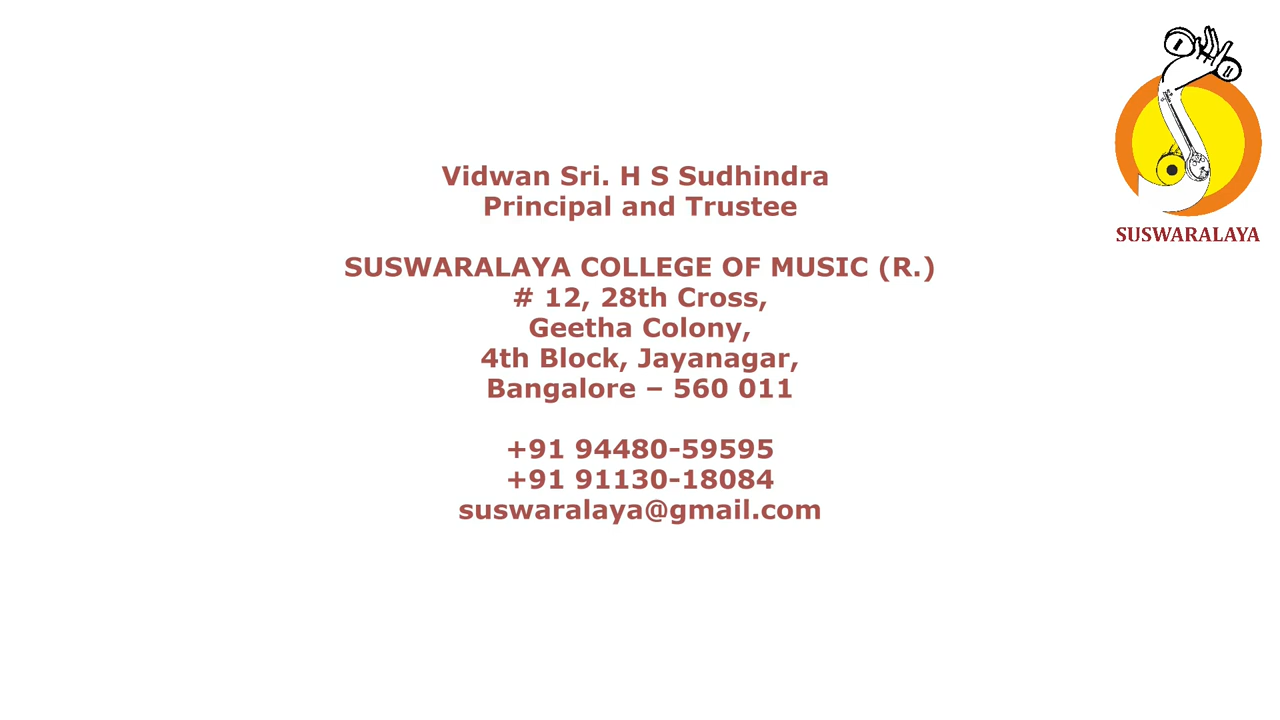 Vidwan Sri. H S Sudhindra
Principal and Trustee
SUSWARALAYA COLLEGE OF MUSIC (R.)
# 12, 28th Cross,
Geetha Colony,
4th Block, Jayanagar,
Bangalore – 560 011
+91 94480-59595
+91 91130-18084
suswaralaya@gmail.com
SUSWARALAYA